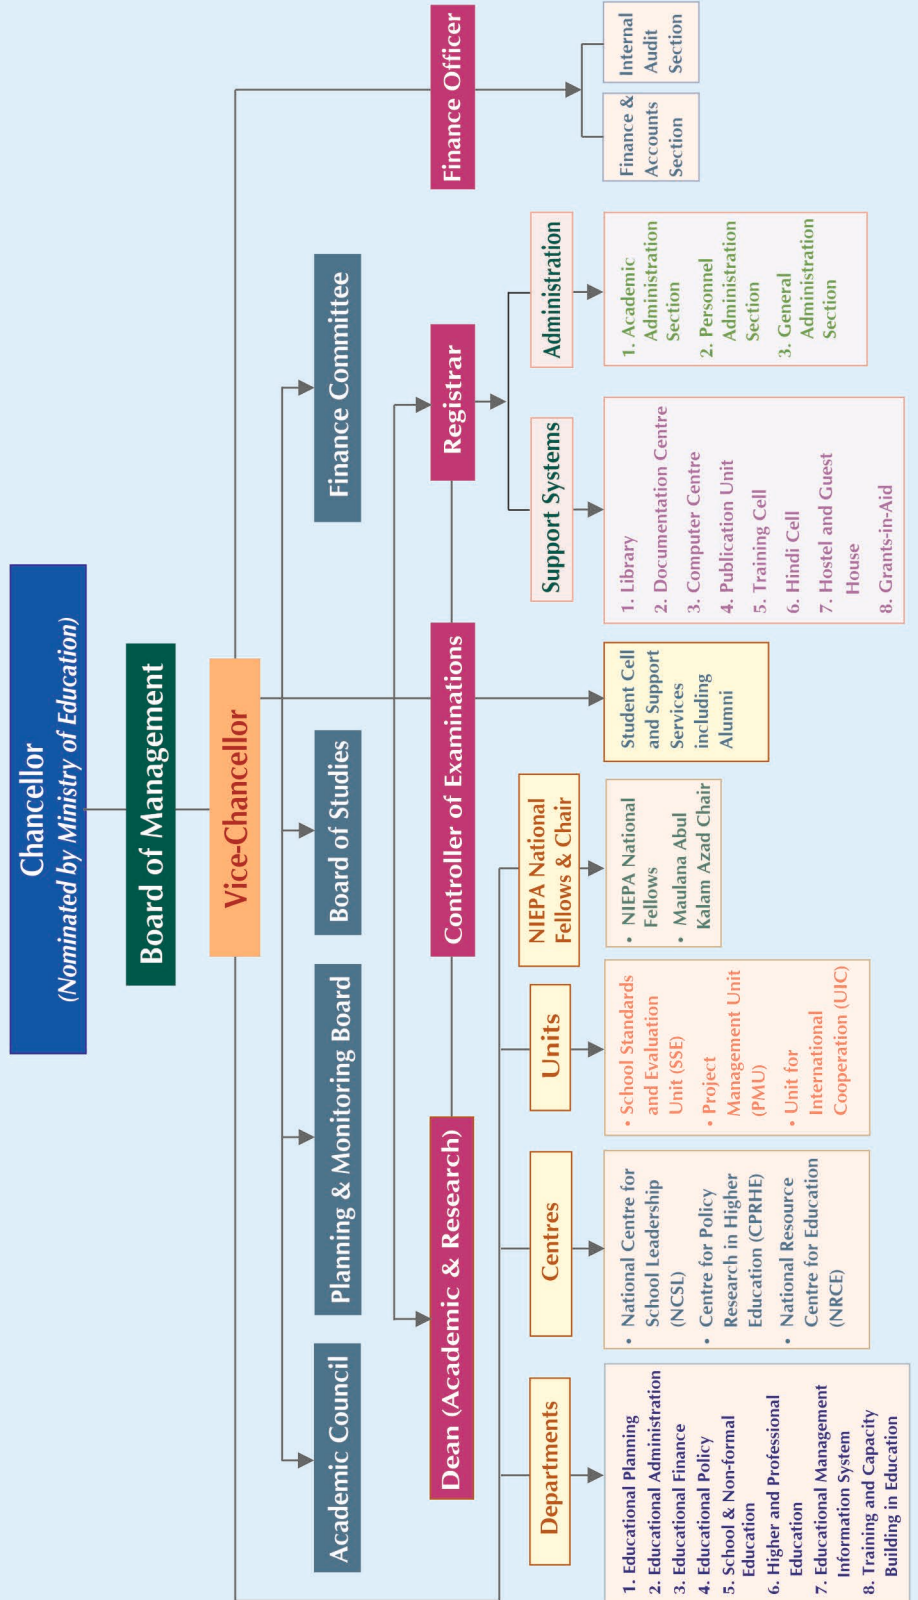 Chancellor
(Nominated by Ministry of Education)
Board of Management
Vice-Chancellor
Academic Council
Planning & Monitoring Board
Board of Studies
Finance Committee
Dean (Academic & Research)
Controller of Examinations
Registrar
Finance Officer
Departments
Centres
Units
NIEPA National
Fellows & Chair
Support Systems
Administration
1. Educational Planning
2. Educational Administration
3. Educational Finance
4. Educational Policy
5. School & Non-formal
Education
6. Higher and Professional
Education
7. Educational Management
Information System
8. Training and Capacity
Building in Education
• National Centre for
School Leadership
(NCSL)
• Centre for Policy
Research in Higher
Education (CPRHE)
• National Resource
Centre for Education
(NRCE)
• School Standards
and Evaluation
Unit (SSE)
• Project
Management Unit
(PMU)
• Unit for
International
Cooperation (UIC)
• NIEPA National
Fellows
• Maulana Abul
Kalam Azad Chair
Student Cell
and Support
Services
including
Alumni
1. Library
2. Documentation Centre
3. Computer Centre
4. Publication Unit
5. Training Cell
6. Hindi Cell
7. Hostel and Guest
House
8. Grants-in-Aid
1. Academic
Administration
Section
2. Personnel
Administration
Section
3. General
Administration
Section
Finance &
Accounts
Section
Internal
Audit
Section